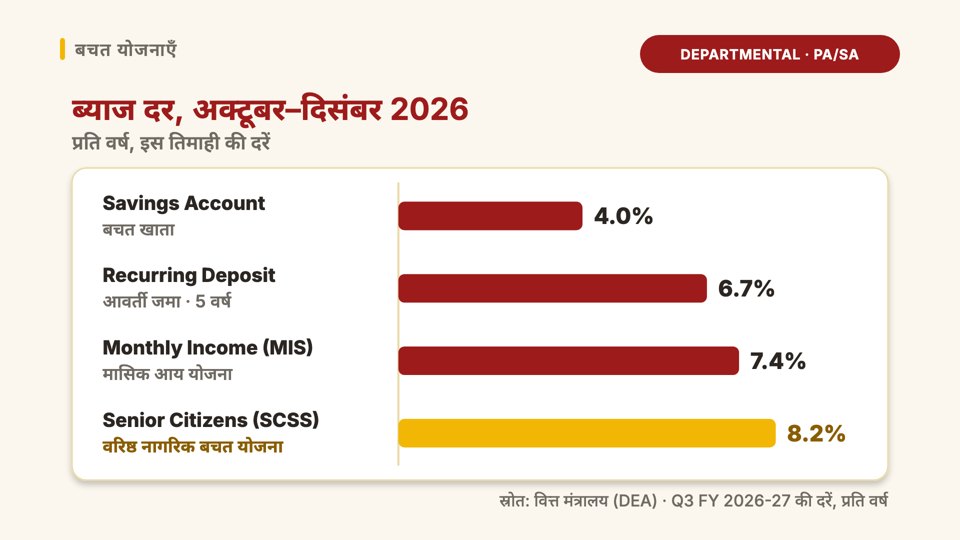 बचत योजनाएँ
DEPARTMENTAL · PA/SA
ब्याज दर, अक्टूबर–दिसंबर 2026
प्रति वर्ष, इस तिमाही की दरें
Savings Account
बचत खाता
4.0%
Recurring Deposit
आवर्ती जमा · 5 वर्ष
6.7%
Monthly Income (MIS)
मासिक आय योजना
7.4%
Senior Citizens (SCSS)
वरिष्ठ नागरिक बचत योजना
8.2%
स्रोत: वित्त मंत्रालय (DEA) · Q3 FY 2026-27 की दरें, प्रति वर्ष